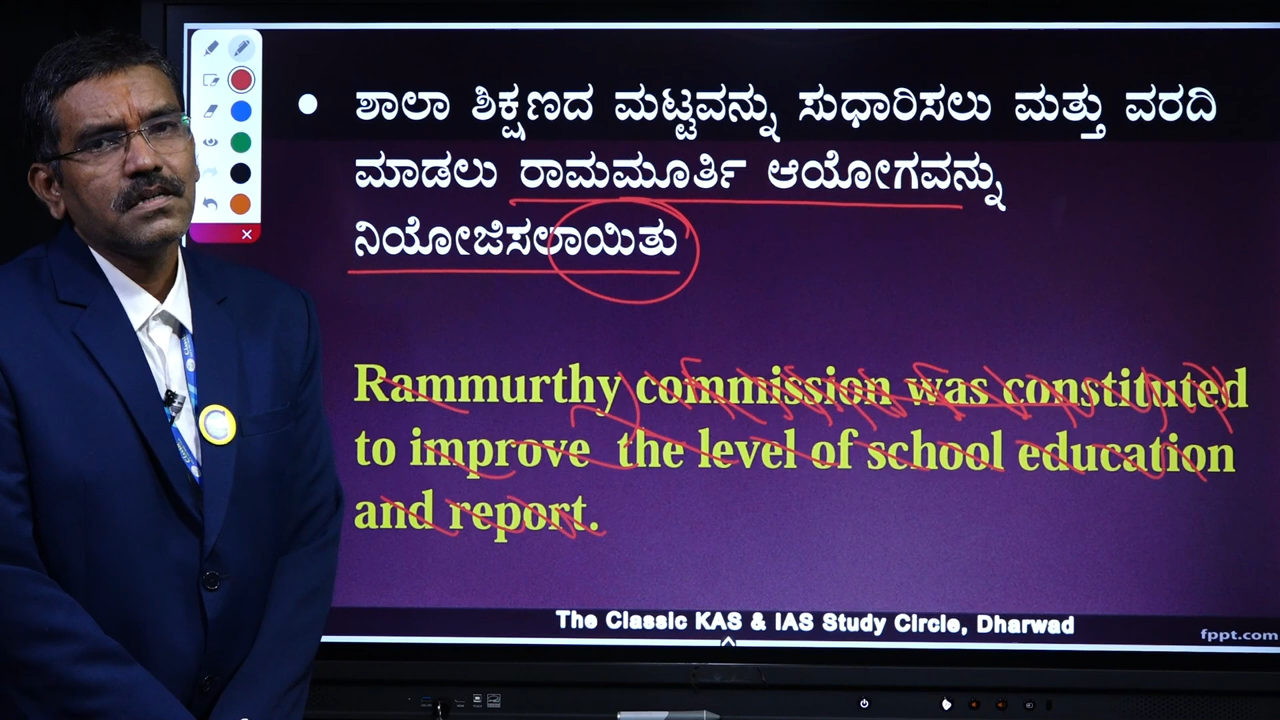 ಶಾಲಾ ಶಿಕ್ಷಣದ ಮಟ್ಟವನ್ನು ಸುಧಾರಿಸಲು ಮತ್ತು ವರದಿ
ಮಾಡಲು ರಾಮಮೂರ್ತಿ ಆಯೋಗವನ್ನು
ನಿಯೋಜಿಸಲಾಯಿತು
Rammurthy commission was constituted
to improve the level of school education
and report.
The Classic KAS & IAS Study Circle, Dharwad
fppt.com